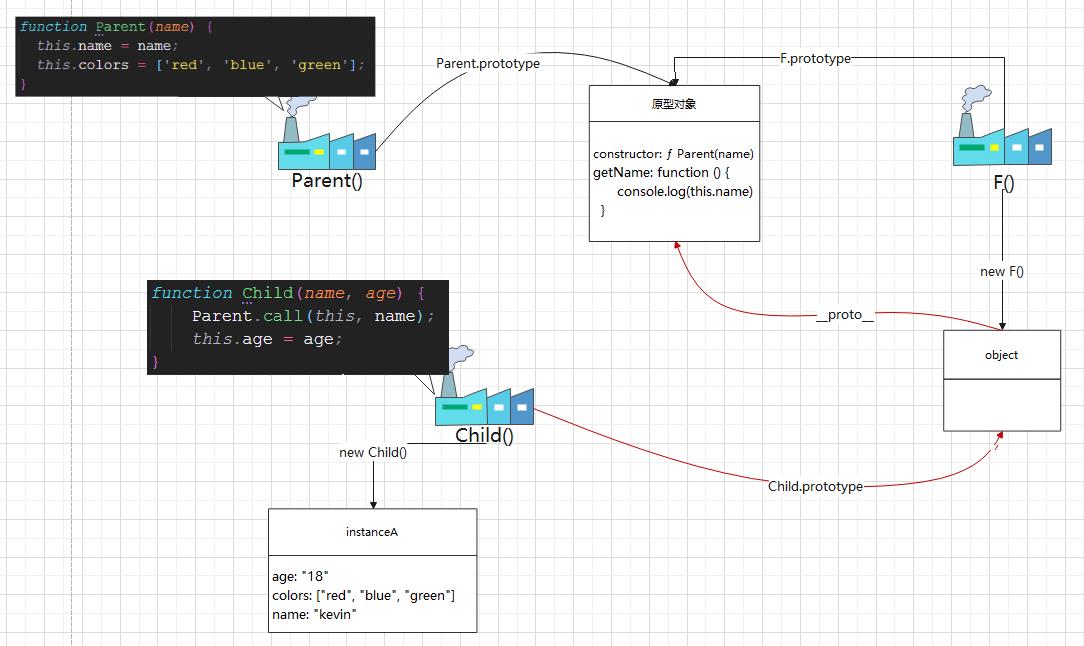 function Parent(name) {
this.name = name;
this.colors = ['red', 'blue', 'green'];
}
Parent.prototype
F.prototype
原型对象
constructor: ƒ Parent(name)
getName: function () {
console.log(this.name)
}
Parent()
F()
new F()
function Child(name, age) {
Parent.call(this, name);
this.age = age;
}
__proto__
object
Child()
new Child()
Child.prototype
instanceA
age: "18"
colors: ["red", "blue", "green"]
name: "kevin"